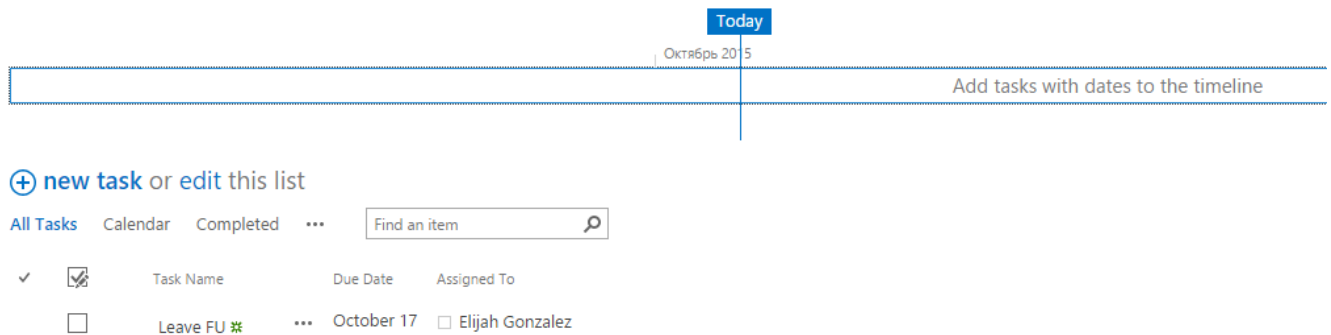 Today
Октябрь 2015
Add tasks with dates to the timeline
new task or edit this list
All Tasks Calendar Completed ••• Find an item
Task Name Due Date Assigned To
Leave FU ••• October 17 Elijah Gonzalez